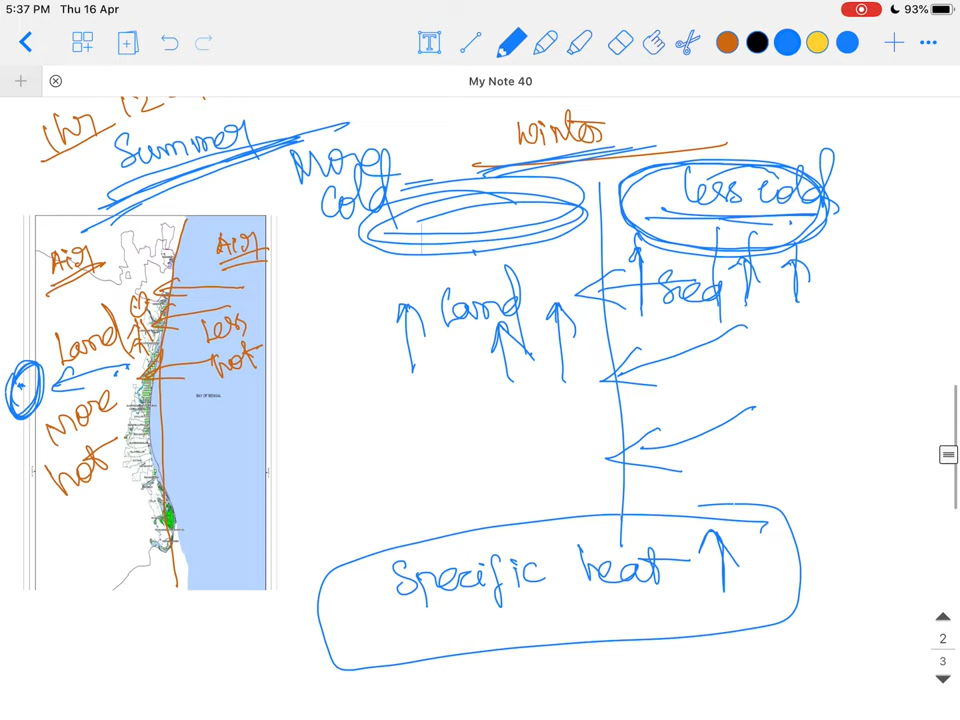 5:37 PM Thu 16 Apr
93%
My Note 40
1hr
Summer
Winter
More
Cold
less cold
Air
Air
Land
sea
Land
Less
hot
BAY OF BENGAL
more
hot
Specific heat
2
3